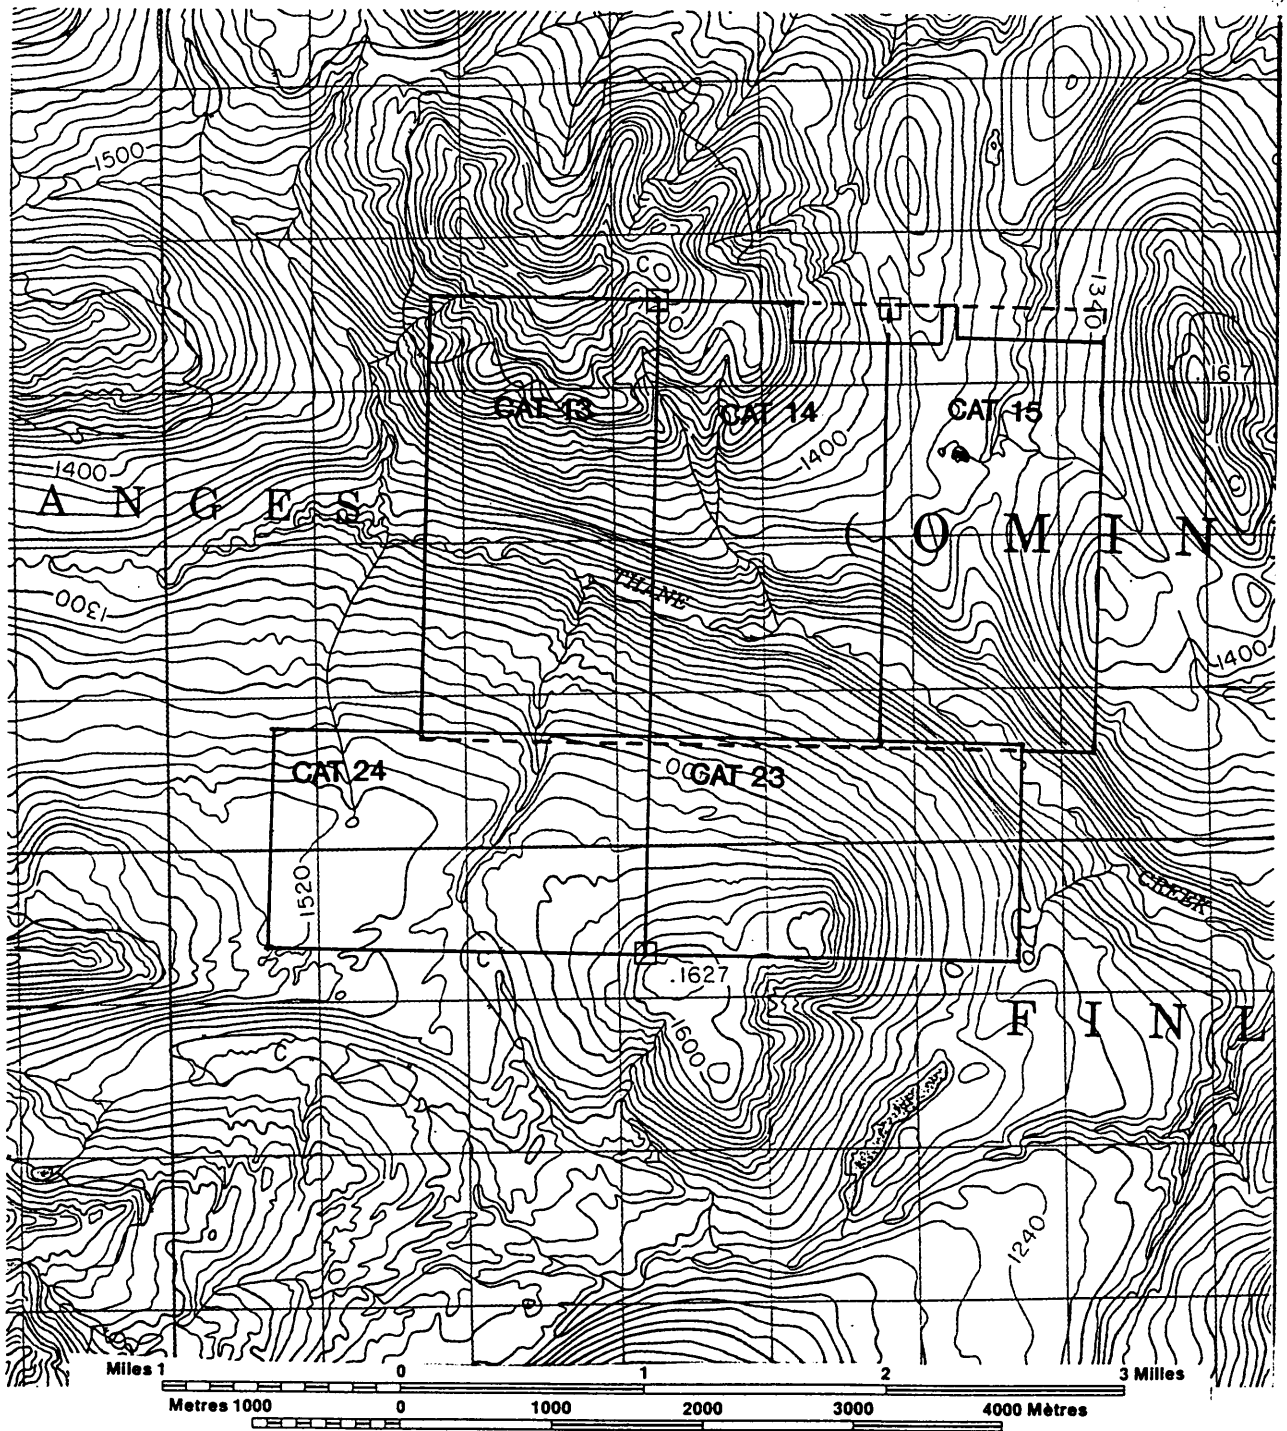 1500
1340
.1617
CAT 13
CAT 14
CAT 15
1400
1400
C
A N G E S
( O M I N
THANE
1300
1400
CAT 24
CAT 23
1520
CREEK
C
.1627
F I N L
1600
C
1240
Miles 1 0 1 2 3 Milles
Metres 1000 0 1000 2000 3000 4000 Mètres